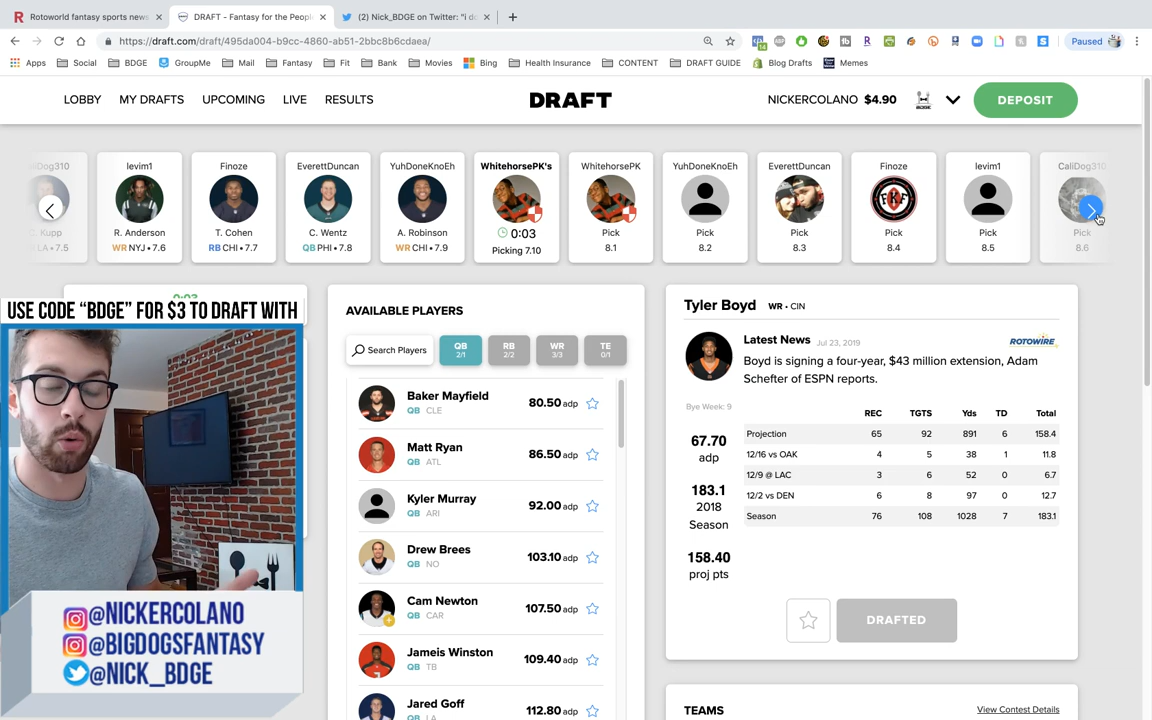 Rotoworld fantasy sports news
DRAFT - Fantasy for the Peopl
(2) Nick_BDGE on Twitter: "i d
https://draft.com/draft/495da004-b9cc-4860-ab51-2bbc8b6cdaea/
Paused
Apps Social BDGE GroupMe Mail Fantasy Fit Bank Movies Bing Health Insurance CONTENT DRAFT GUIDE Blog Drafts Memes
LOBBY MY DRAFTS UPCOMING LIVE RESULTS
DRAFT
NICKERCOLANO $4.90
DEPOSIT
CaliDog310
C. Kupp
LA • 7.5
levim1
R. Anderson
WR NYJ • 7.6
Finoze
T. Cohen
RB CHI • 7.7
EverettDuncan
C. Wentz
QB PHI • 7.8
YuhDoneKnoEh
A. Robinson
WR CHI • 7.9
WhitehorsePK's
0:03
Picking 7.10
WhitehorsePK
Pick
8.1
YuhDoneKnoEh
Pick
8.2
EverettDuncan
Pick
8.3
Finoze
Pick
8.4
levim1
Pick
8.5
CaliDog310
Pick
8.6
0:03
USE CODE "BDGE" FOR $3 TO DRAFT WITH
@NICKERCOLANO
@BIGDOGSFANTASY
@NICK_BDGE
AVAILABLE PLAYERS
Search Players
QB 2/1
RB 2/2
WR 3/3
TE 0/1
Baker Mayfield 80.50 adp
QB CLE
Matt Ryan 86.50 adp
QB ATL
Kyler Murray 92.00 adp
QB ARI
Drew Brees 103.10 adp
QB NO
Cam Newton 107.50 adp
QB CAR
Jameis Winston 109.40 adp
QB TB
Jared Goff 112.80 adp
QB LA
Tyler Boyd WR • CIN
Latest News Jul 23, 2019
ROTOWIRE
Boyd is signing a four-year, $43 million extension, Adam
Schefter of ESPN reports.
Bye Week: 9
67.70
adp
183.1
2018
Season
158.40
proj pts
REC TGTS Yds TD Total
Projection 65 92 891 6 158.4
12/16 vs OAK 4 5 38 1 11.8
12/9 @ LAC 3 6 52 0 6.7
12/2 vs DEN 6 8 97 0 12.7
Season 76 108 1028 7 183.1
DRAFTED
TEAMS
View Contest Details